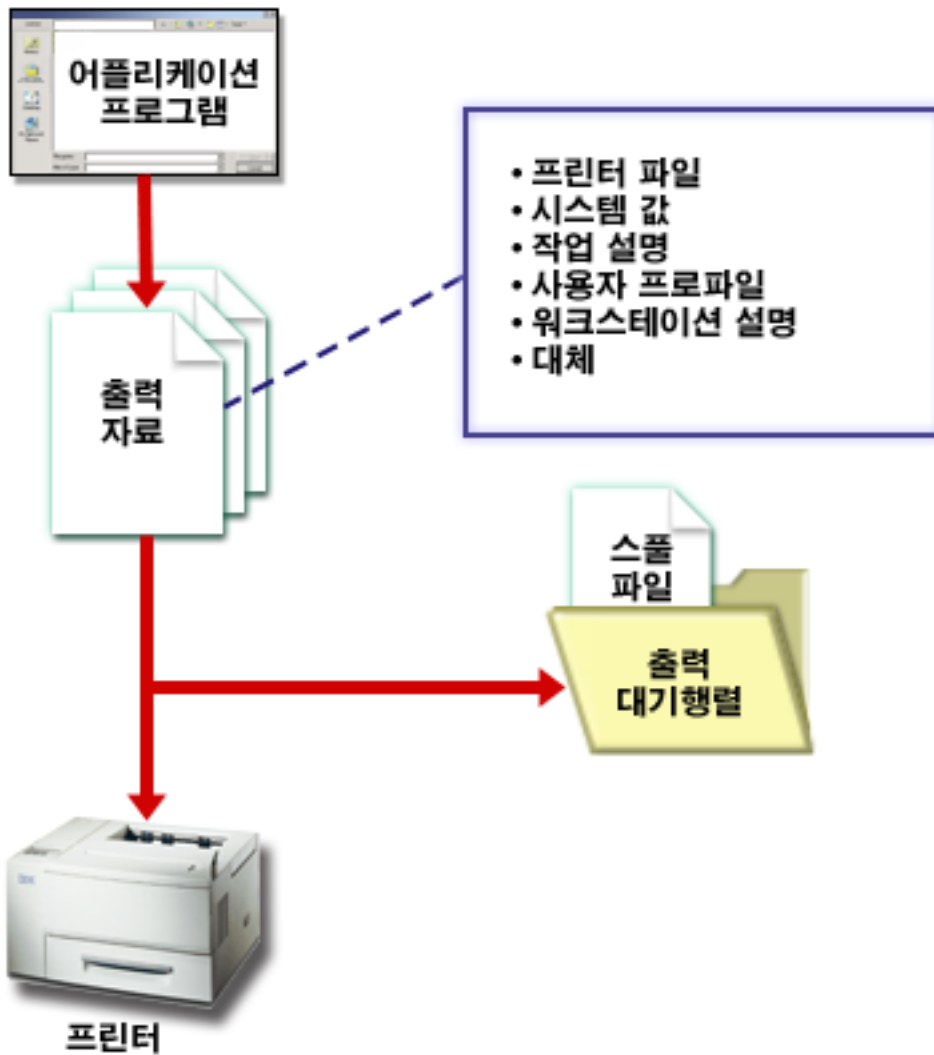 어플리케이션
프로그램
• 프린터 파일
• 시스템 값
• 작업 설명
• 사용자 프로파일
• 워크스테이션 설명
• 대체
출력
자료
스풀
파일
출력
대기행렬
프린터